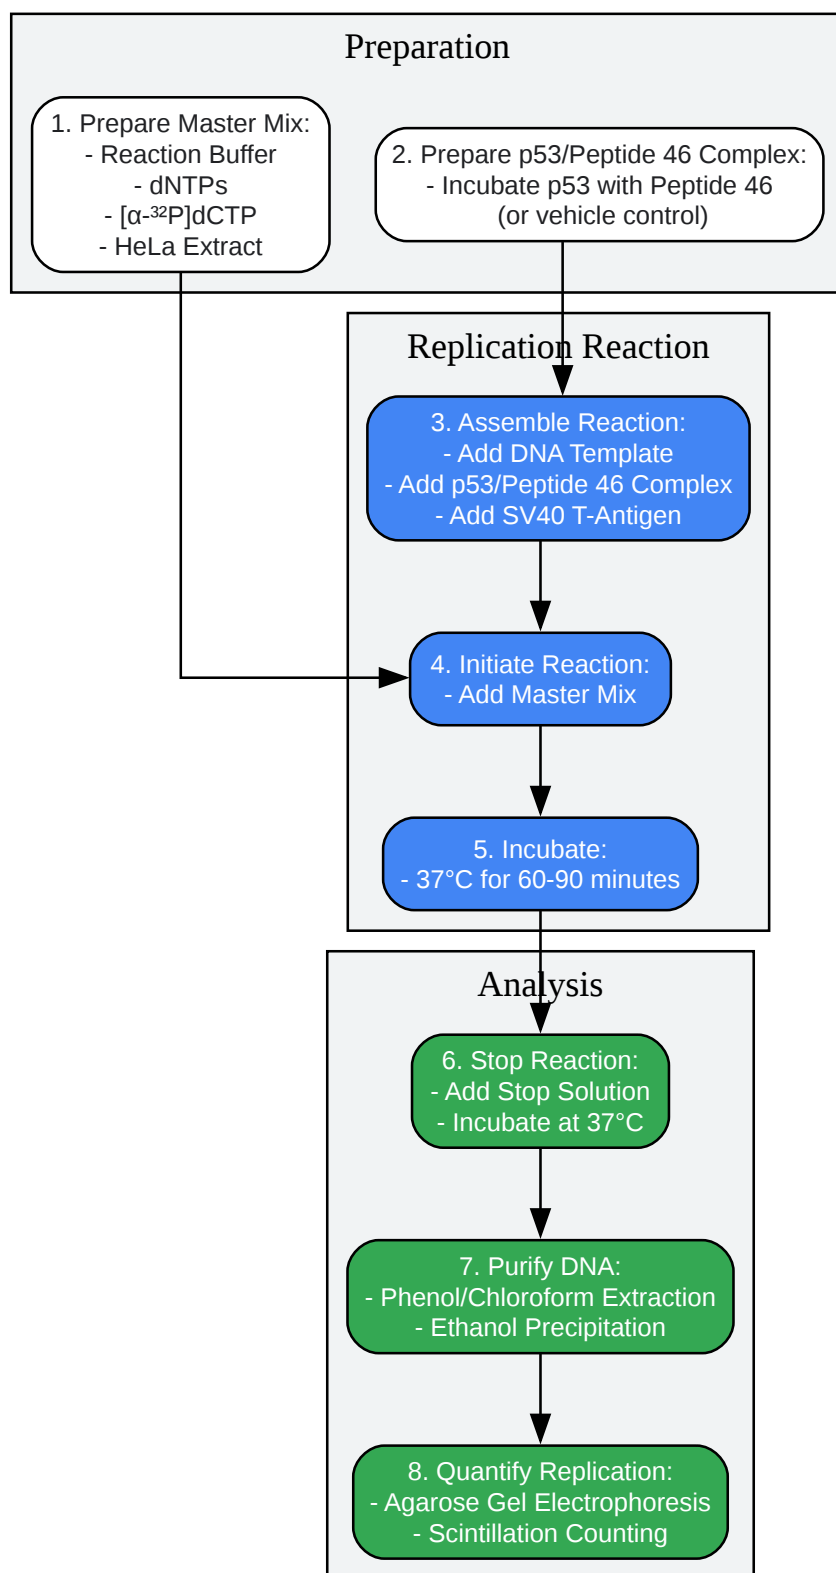 Preparation
1. Prepare Master Mix:
- Reaction Buffer
- dNTPs
- [α-³²P]dCTP
- HeLa Extract
2. Prepare p53/Peptide 46 Complex:
- Incubate p53 with Peptide 46
(or vehicle control)
Replication Reaction
3. Assemble Reaction:
- Add DNA Template
- Add p53/Peptide 46 Complex
- Add SV40 T-Antigen
4. Initiate Reaction:
- Add Master Mix
5. Incubate:
- 37°C for 60-90 minutes
Analysis
6. Stop Reaction:
- Add Stop Solution
- Incubate at 37°C
7. Purify DNA:
- Phenol/Chloroform Extraction
- Ethanol Precipitation
8. Quantify Replication:
- Agarose Gel Electrophoresis
- Scintillation Counting